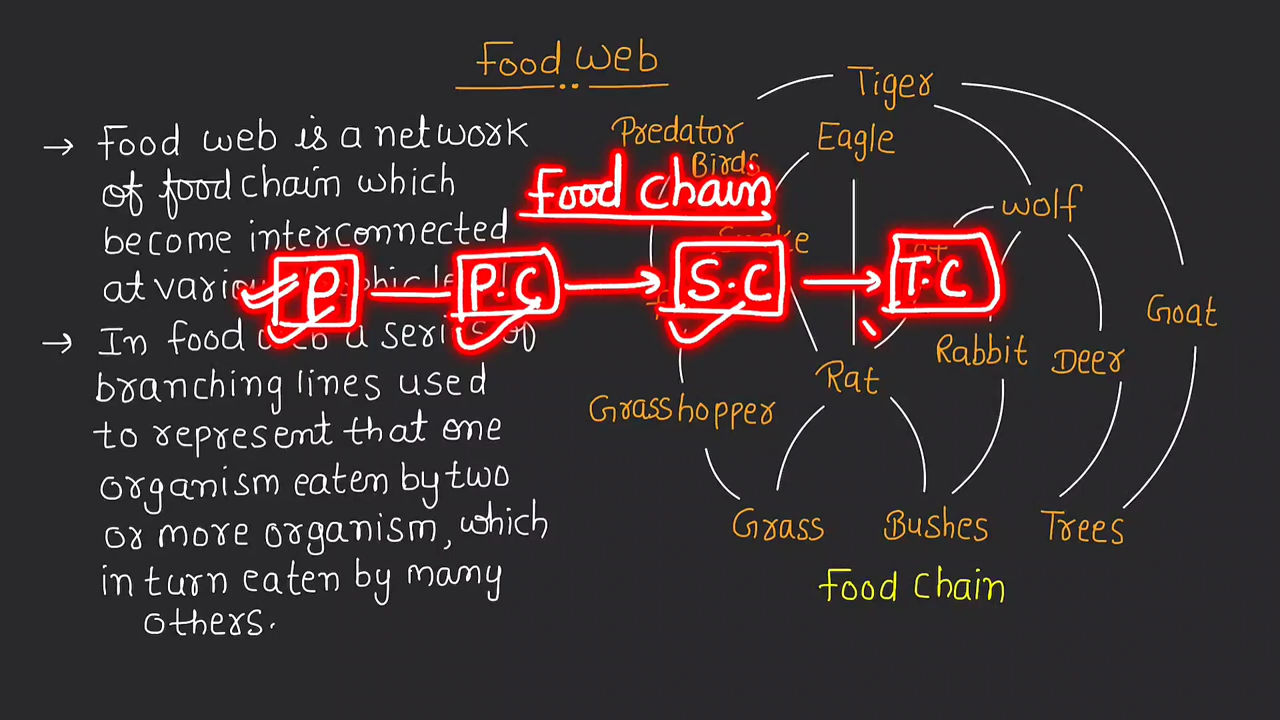 Food Web
→ Food web is a network
of food chain which
become interconnected
at
→ In food a series of
branching lines used
to represent that one
organism eaten by two
or more organism, which
in turn eaten by many
others.
Food chain
P P.C S.C T.C
Tiger
Predator
Birds
Eagle
wolf
Goat
Rabbit
Deer
Rat
Grasshopper
Grass
Bushes
Trees
Food Chain